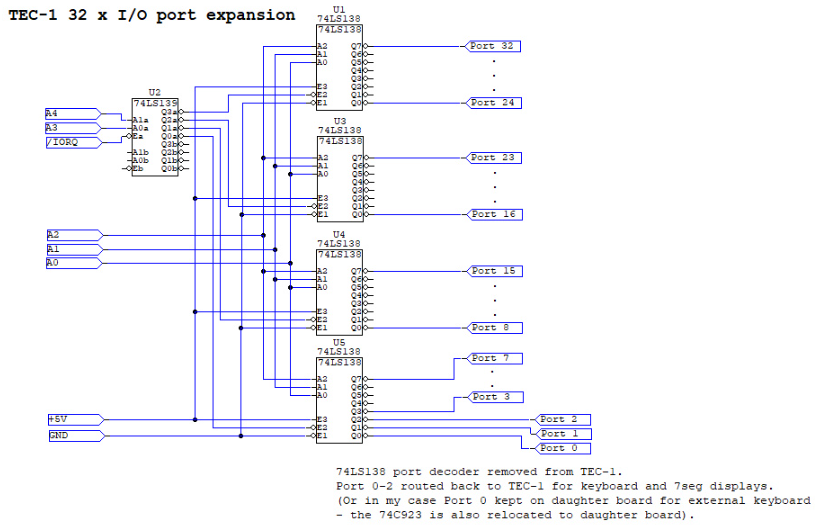 TEC-1 32 x I/O port expansion
U1
74LS138
74LS138
A2
A1
A0
E3
E2
E1
Q7
Q6
Q5
Q4
Q3
Q2
Q1
Q0
Port 32
Port 24
U2
74LS139
A1a
A0a
Ea
A1b
A0b
Eb
Q3a
Q2a
Q1a
Q0a
Q3b
Q2b
Q1b
Q0b
A4
A3
/IORQ
U3
74LS138
74LS138
A2
A1
A0
E3
E2
E1
Q7
Q6
Q5
Q4
Q3
Q2
Q1
Q0
Port 23
Port 16
A2
A1
A0
U4
74LS138
74LS138
A2
A1
A0
E3
E2
E1
Q7
Q6
Q5
Q4
Q3
Q2
Q1
Q0
Port 15
Port 8
U5
74LS138
74LS138
A2
A1
A0
E3
E2
E1
Q7
Q6
Q5
Q4
Q3
Q2
Q1
Q0
Port 7
Port 3
Port 2
Port 1
Port 0
+5V
GND
74LS138 port decoder removed from TEC-1.
Port 0-2 routed back to TEC-1 for keyboard and 7seg displays.
(Or in my case Port 0 kept on daughter board for external keyboard
- the 74C923 is also relocated to daughter board).